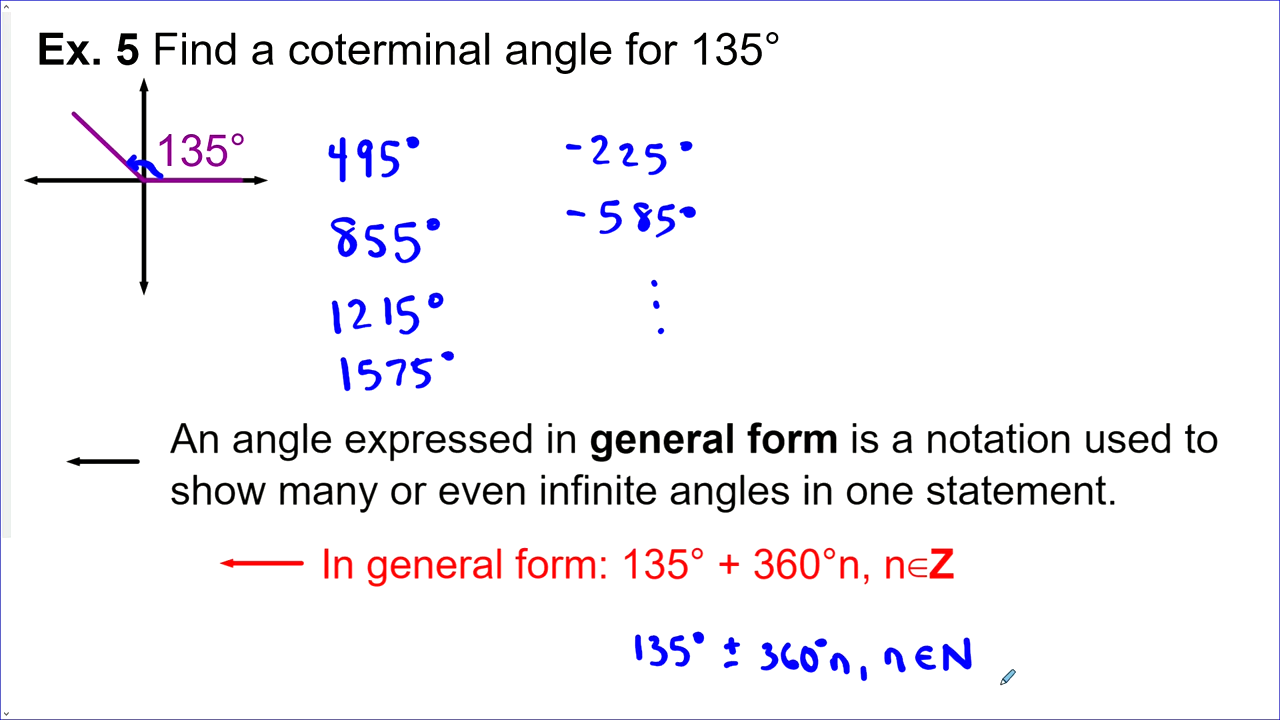 Ex. 5 Find a coterminal angle for 135°
135°
495°
855°
1215°
1575°
-225°
-585°
⋮
An angle expressed in general form is a notation used to
show many or even infinite angles in one statement.
In general form: 135° + 360°n, n∈Z
135° ± 360°n, n∈N